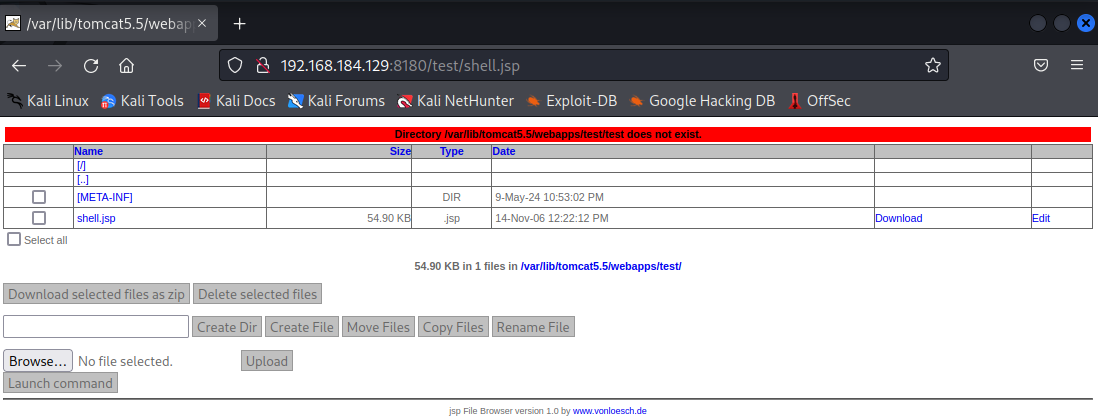 /var/lib/tomcat5.5/webapp
192.168.184.129:8180/test/shell.jsp
Kali Linux Kali Tools Kali Docs Kali Forums Kali NetHunter Exploit-DB Google Hacking DB OffSec
Directory /var/lib/tomcat5.5/webapps/test/test does not exist.
Name Size Type Date
[/]
[..]
[META-INF] DIR 9-May-24 10:53:02 PM
shell.jsp 54.90 KB .jsp 14-Nov-06 12:22:12 PM Download Edit
Select all
54.90 KB in 1 files in /var/lib/tomcat5.5/webapps/test/
Download selected files as zip Delete selected files
Create Dir Create File Move Files Copy Files Rename File
Browse... No file selected. Upload
Launch command
jsp File Browser version 1.0 by www.vonloesch.de